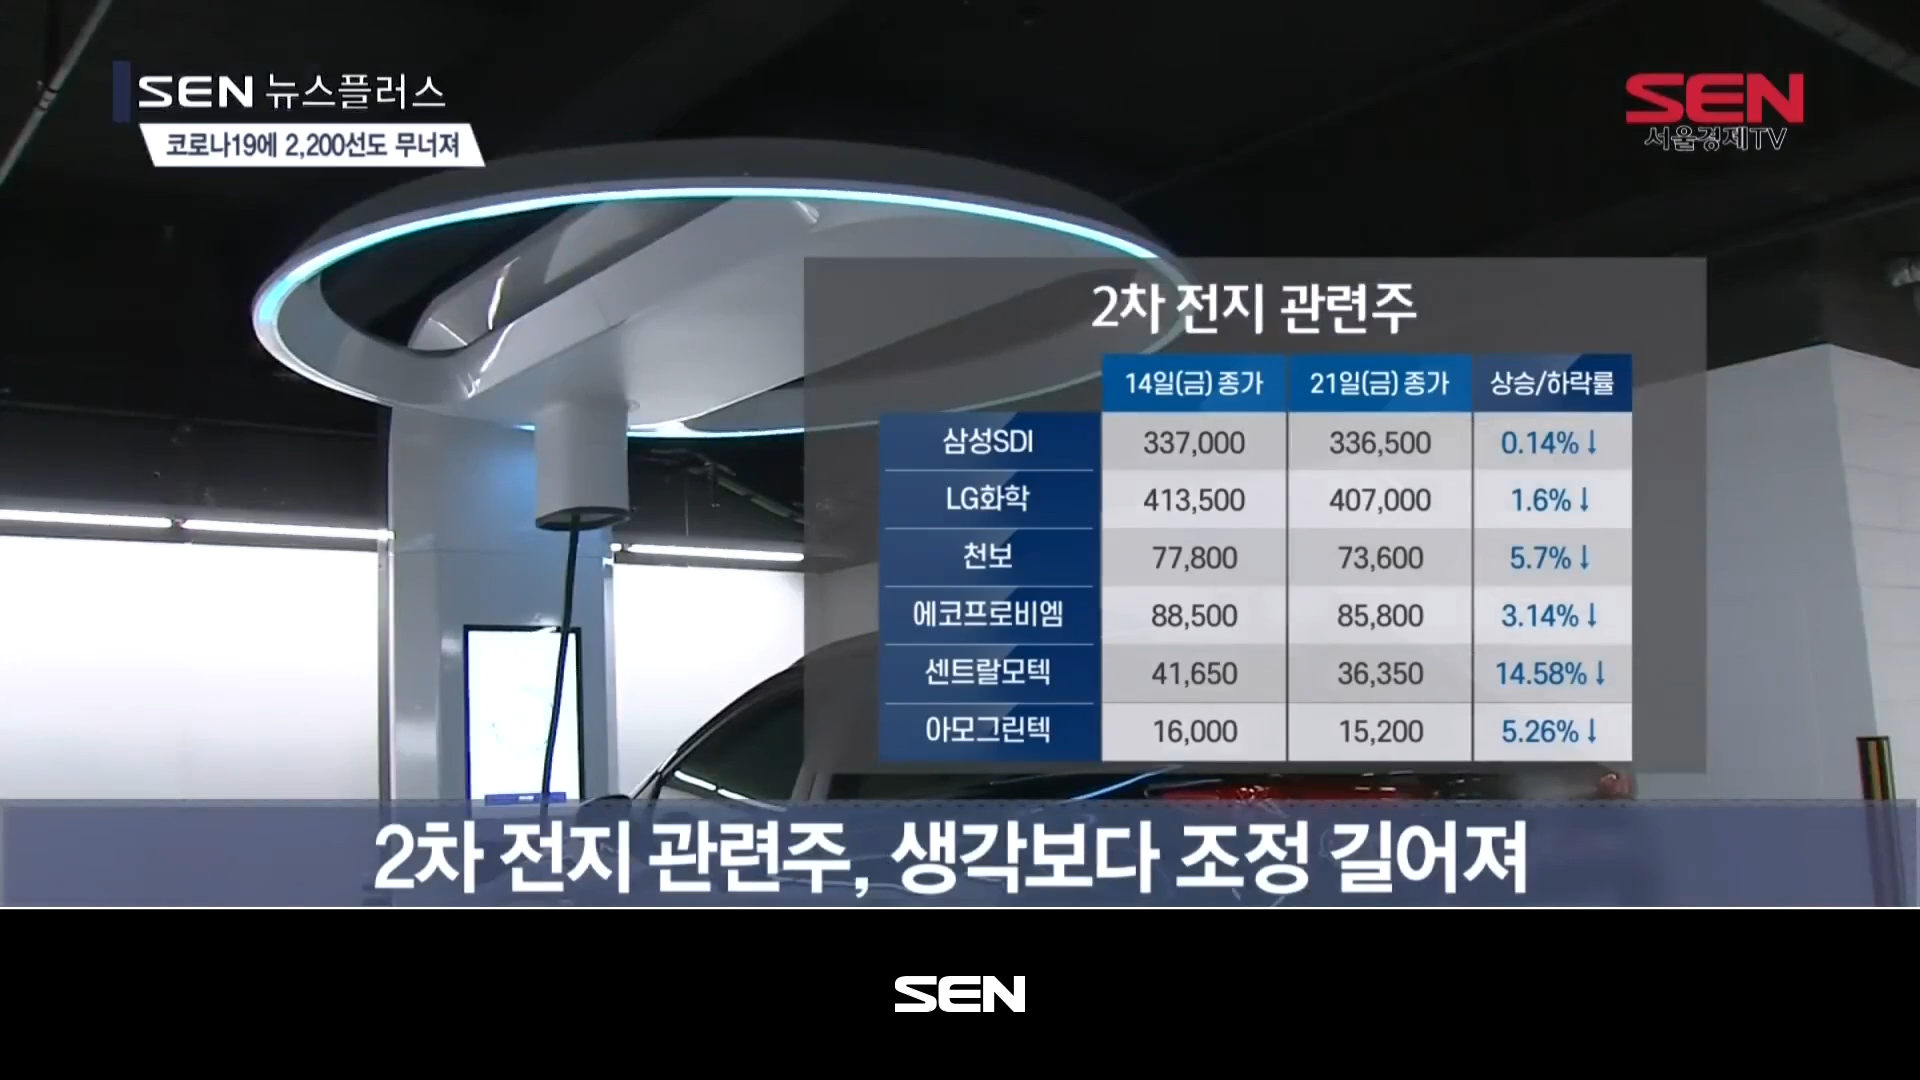 SEN 뉴스플러스
코로나19에 2,200선도 무너져
SEN
서울경제TV
2차 전지 관련주
14일(금) 종가 21일(금) 종가 상승/하락률
삼성SDI 337,000 336,500 0.14%↓
LG화학 413,500 407,000 1.6%↓
천보 77,800 73,600 5.7%↓
에코프로비엠 88,500 85,800 3.14%↓
센트랄모텍 41,650 36,350 14.58%↓
아모그린텍 16,000 15,200 5.26%↓
2차 전지 관련주, 생각보다 조정 길어져
SEN